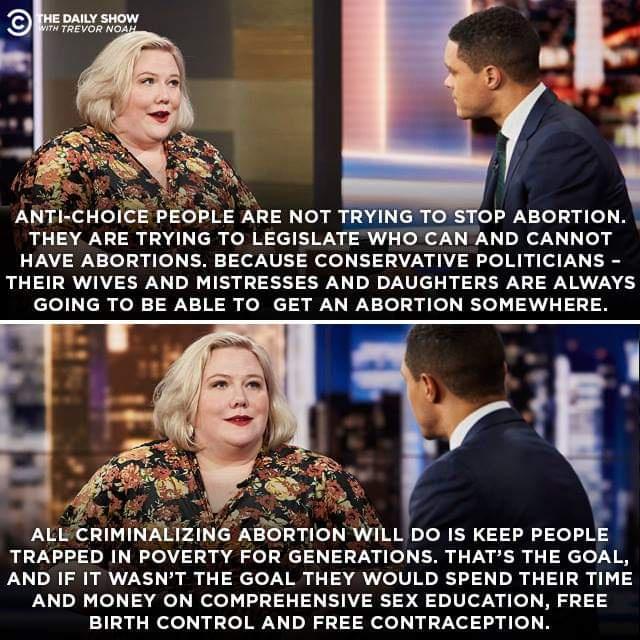 THE DAILY SHOW
WITH TREVOR NOAH
ANTI-CHOICE PEOPLE ARE NOT TRYING TO STOP ABORTION.
THEY ARE TRYING TO LEGISLATE WHO CAN AND CANNOT
HAVE ABORTIONS. BECAUSE CONSERVATIVE POLITICIANS –
THEIR WIVES AND MISTRESSES AND DAUGHTERS ARE ALWAYS
GOING TO BE ABLE TO GET AN ABORTION SOMEWHERE.
ALL CRIMINALIZING ABORTION WILL DO IS KEEP PEOPLE
TRAPPED IN POVERTY FOR GENERATIONS. THAT'S THE GOAL,
AND IF IT WASN'T THE GOAL THEY WOULD SPEND THEIR TIME
AND MONEY ON COMPREHENSIVE SEX EDUCATION, FREE
BIRTH CONTROL AND FREE CONTRACEPTION.